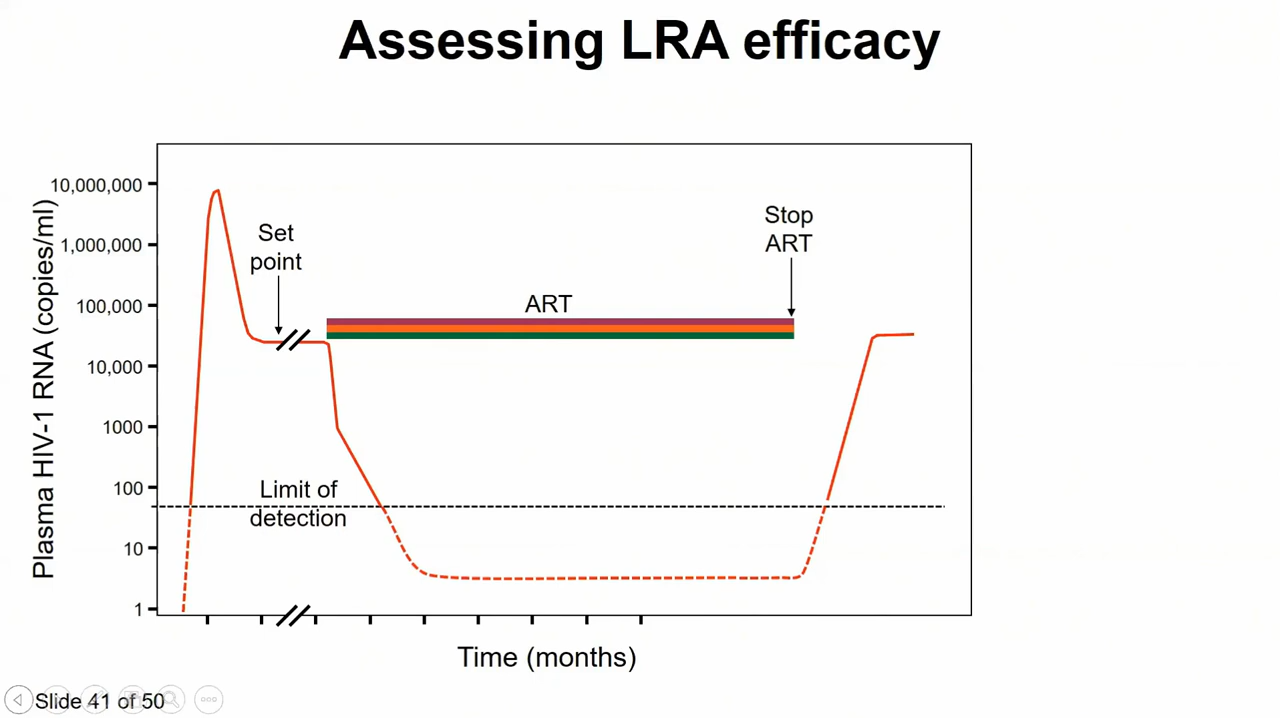 Assessing LRA efficacy
Plasma HIV-1 RNA (copies/ml)
10,000,000
1,000,000
100,000
10,000
1000
100
10
1
Set
point
ART
Stop
ART
Limit of
detection
Time (months)
Slide 41 of 50